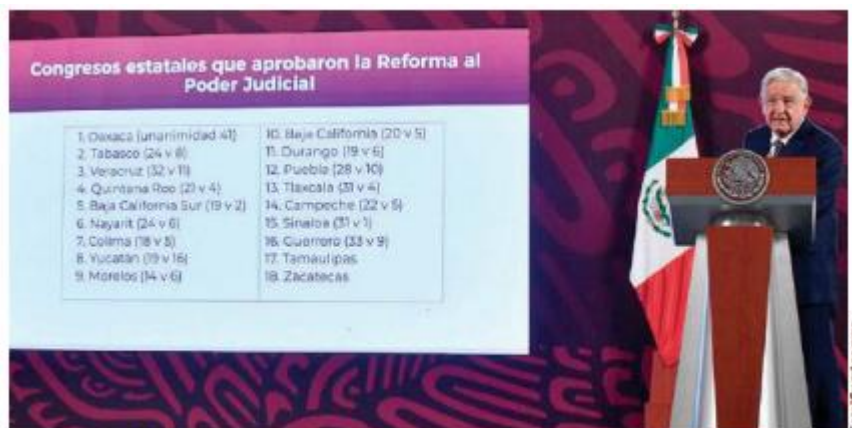 Congresos estatales que aprobaron la Reforma al
Poder Judicial
1. Oaxaca (unanimidad 41)
2. Tabasco (24 v 8)
3. Veracruz (32 v 11)
4. Quintana Roo (21 v 4)
5. Baja California Sur (19 v 2)
6. Nayarit (24 v 6)
7. Colima (18 v 5)
8. Yucatán (19 v 16)
9. Morelos (14 v 6)
10. Baja California (20 v 5)
11. Durango (19 v 6)
12. Puebla (28 v 10)
13. Tlaxcala (31 v 4)
14. Campeche (22 v 5)
15. Sinaloa (31 v 1)
16. Guerrero (33 v 9)
17. Tamaulipas
18. Zacatecas